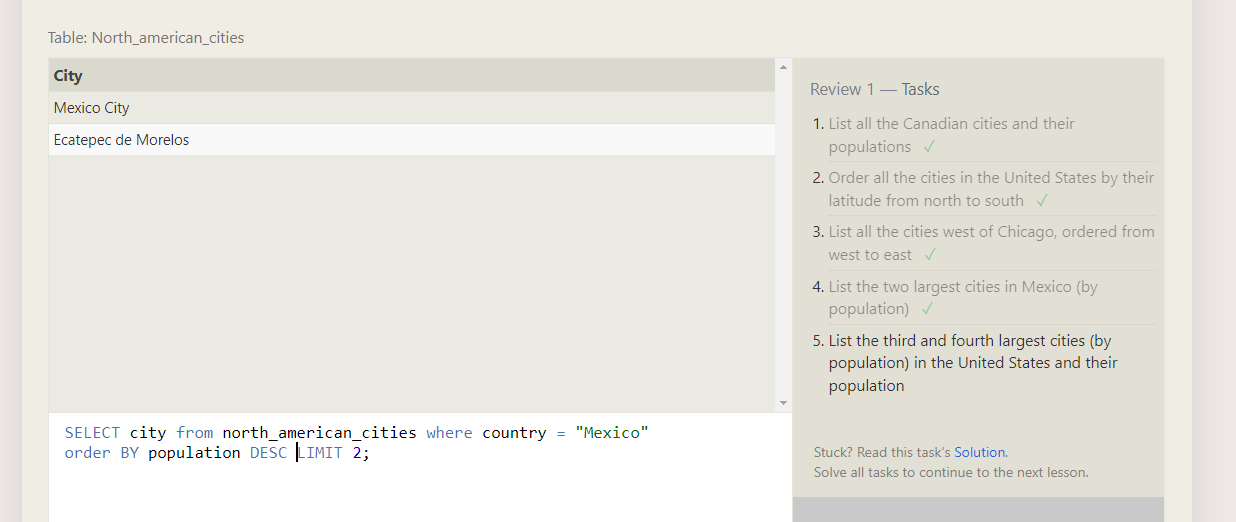 Table: North_american_cities
City
Mexico City
Ecatepec de Morelos
SELECT city from north_american_cities where country = "Mexico"
order BY population DESC LIMIT 2;
Review 1 — Tasks
1. List all the Canadian cities and their
populations ✓
2. Order all the cities in the United States by their
latitude from north to south ✓
3. List all the cities west of Chicago, ordered from
west to east ✓
4. List the two largest cities in Mexico (by
population) ✓
5. List the third and fourth largest cities (by
population) in the United States and their
population
Stuck? Read this task's Solution.
Solve all tasks to continue to the next lesson.